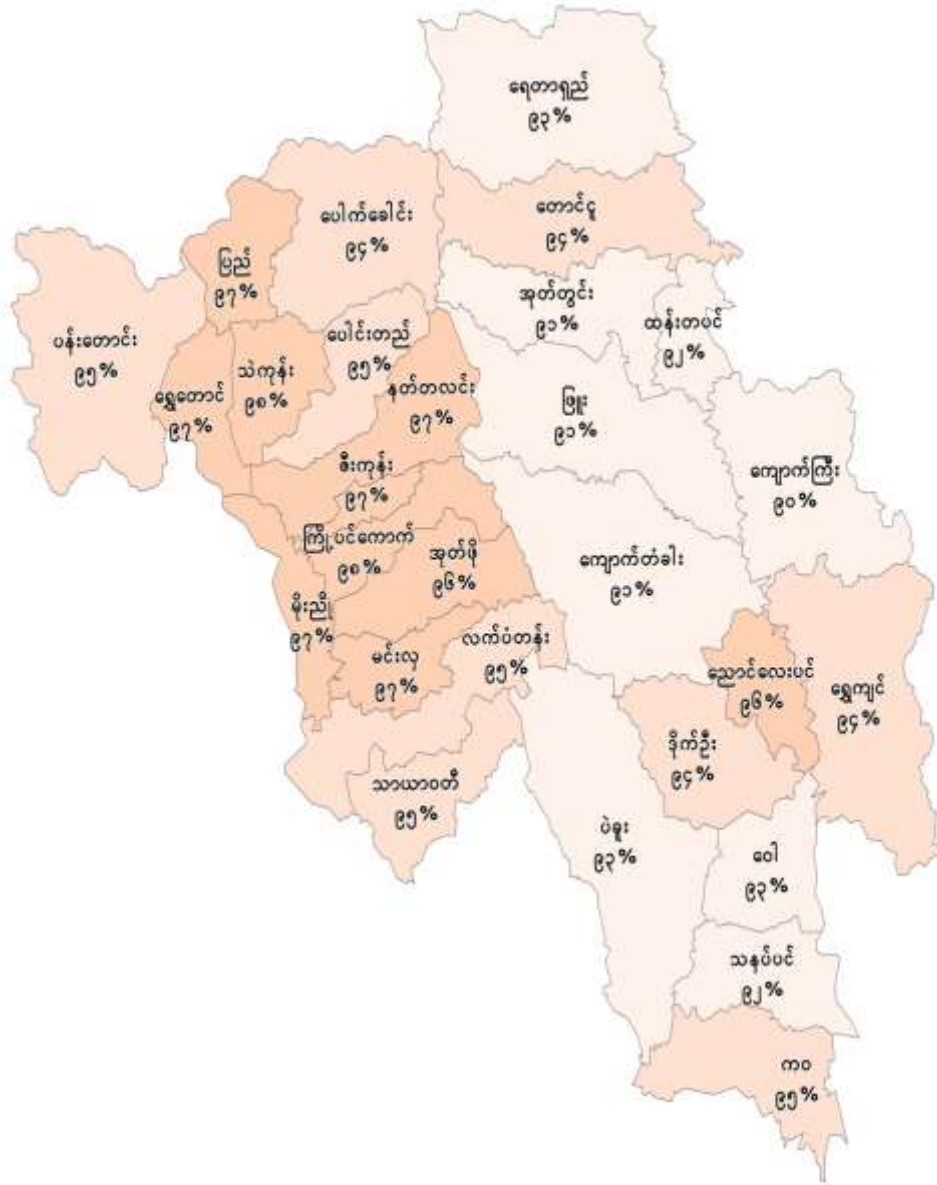 ရေတာရှည်
၉၃%
တောင်ငူ
၉၄%
ပေါက်ခေါင်း
၉၄%
ပြည်
၉၇%
အုတ်တွင်း
၉၁%
ထန်းတပင်
၉၂%
ပန်းတောင်း
၉၅%
ပေါင်းတည်
၉၅%
သဲကုန်း
၉၈%
ရွှေတောင်
၉၇%
နတ်တလင်း
၉၇%
ဖြူး
၉၁%
ဇီးကုန်း
၉၇%
ကျောက်ကြီး
၉၀%
ကြို့ပင်ကောက်
၉၈%
အုတ်ဖို
၉၆%
ကျောက်တံခါး
၉၁%
မိုးညို
၉၇%
မင်းလှ
၉၇%
လက်ပံတန်း
၉၅%
ညောင်လေးပင်
၉၆%
ရွှေကျင်
၉၄%
ဒိုက်ဦး
၉၄%
သာယာဝတီ
၉၅%
ပဲခူး
၉၃%
ဝေါ
၉၃%
သနပ်ပင်
၉၂%
ကဝ
၉၅%